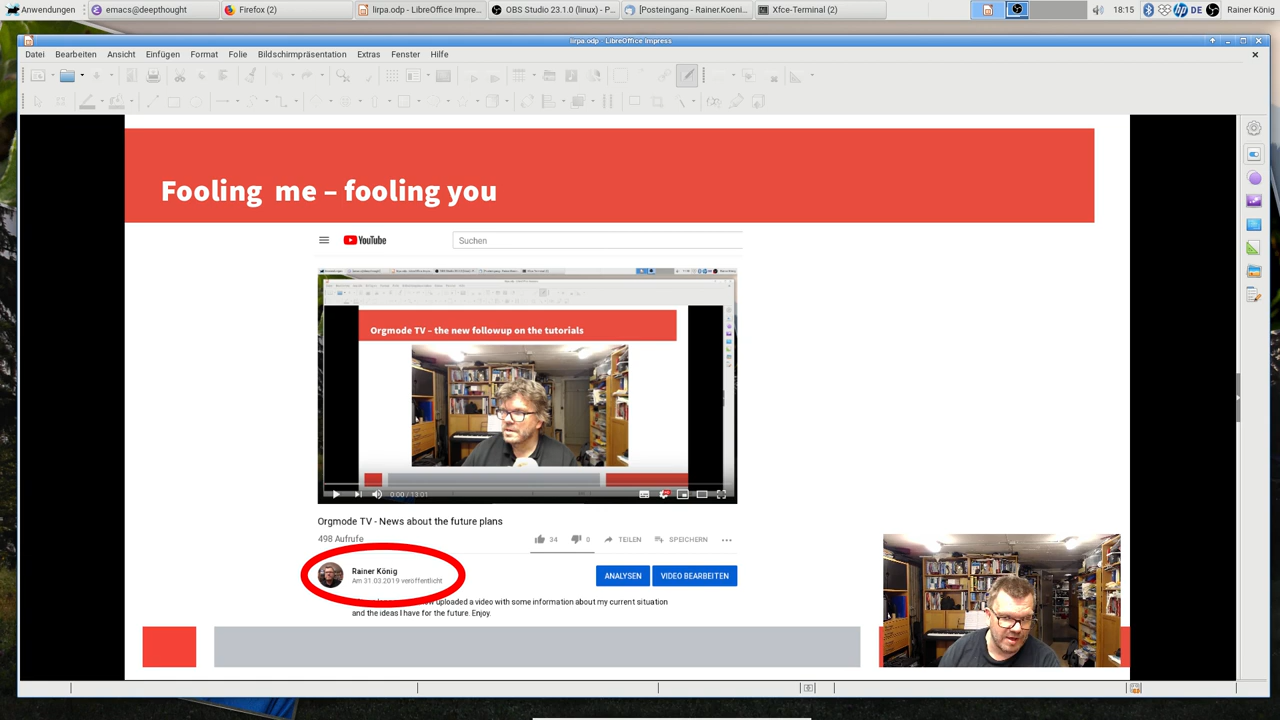 Anwendungen emacs@deepthought Firefox (2) lirpa.odp - LibreOffice Impre... OBS Studio 23.1.0 (linux) - P... [Posteingang - Rainer.Koeni... Xfce-Terminal (2) 18:15 DE Rainer König
lirpa.odp - LibreOffice Impress
Datei Bearbeiten Ansicht Einfügen Format Folie Bildschirmpräsentation Extras Fenster Hilfe
Fooling me – fooling you
YouTube Suchen
Orgmode TV – the new followup on the tutorials
0:00 / 13:01
Orgmode TV - News about the future plans
498 Aufrufe 34 0 TEILEN SPEICHERN
Rainer König
Am 31.03.2019 veröffentlicht
ANALYSEN VIDEO BEARBEITEN
uploaded a video with some information about my current situation
and the ideas I have for the future. Enjoy.